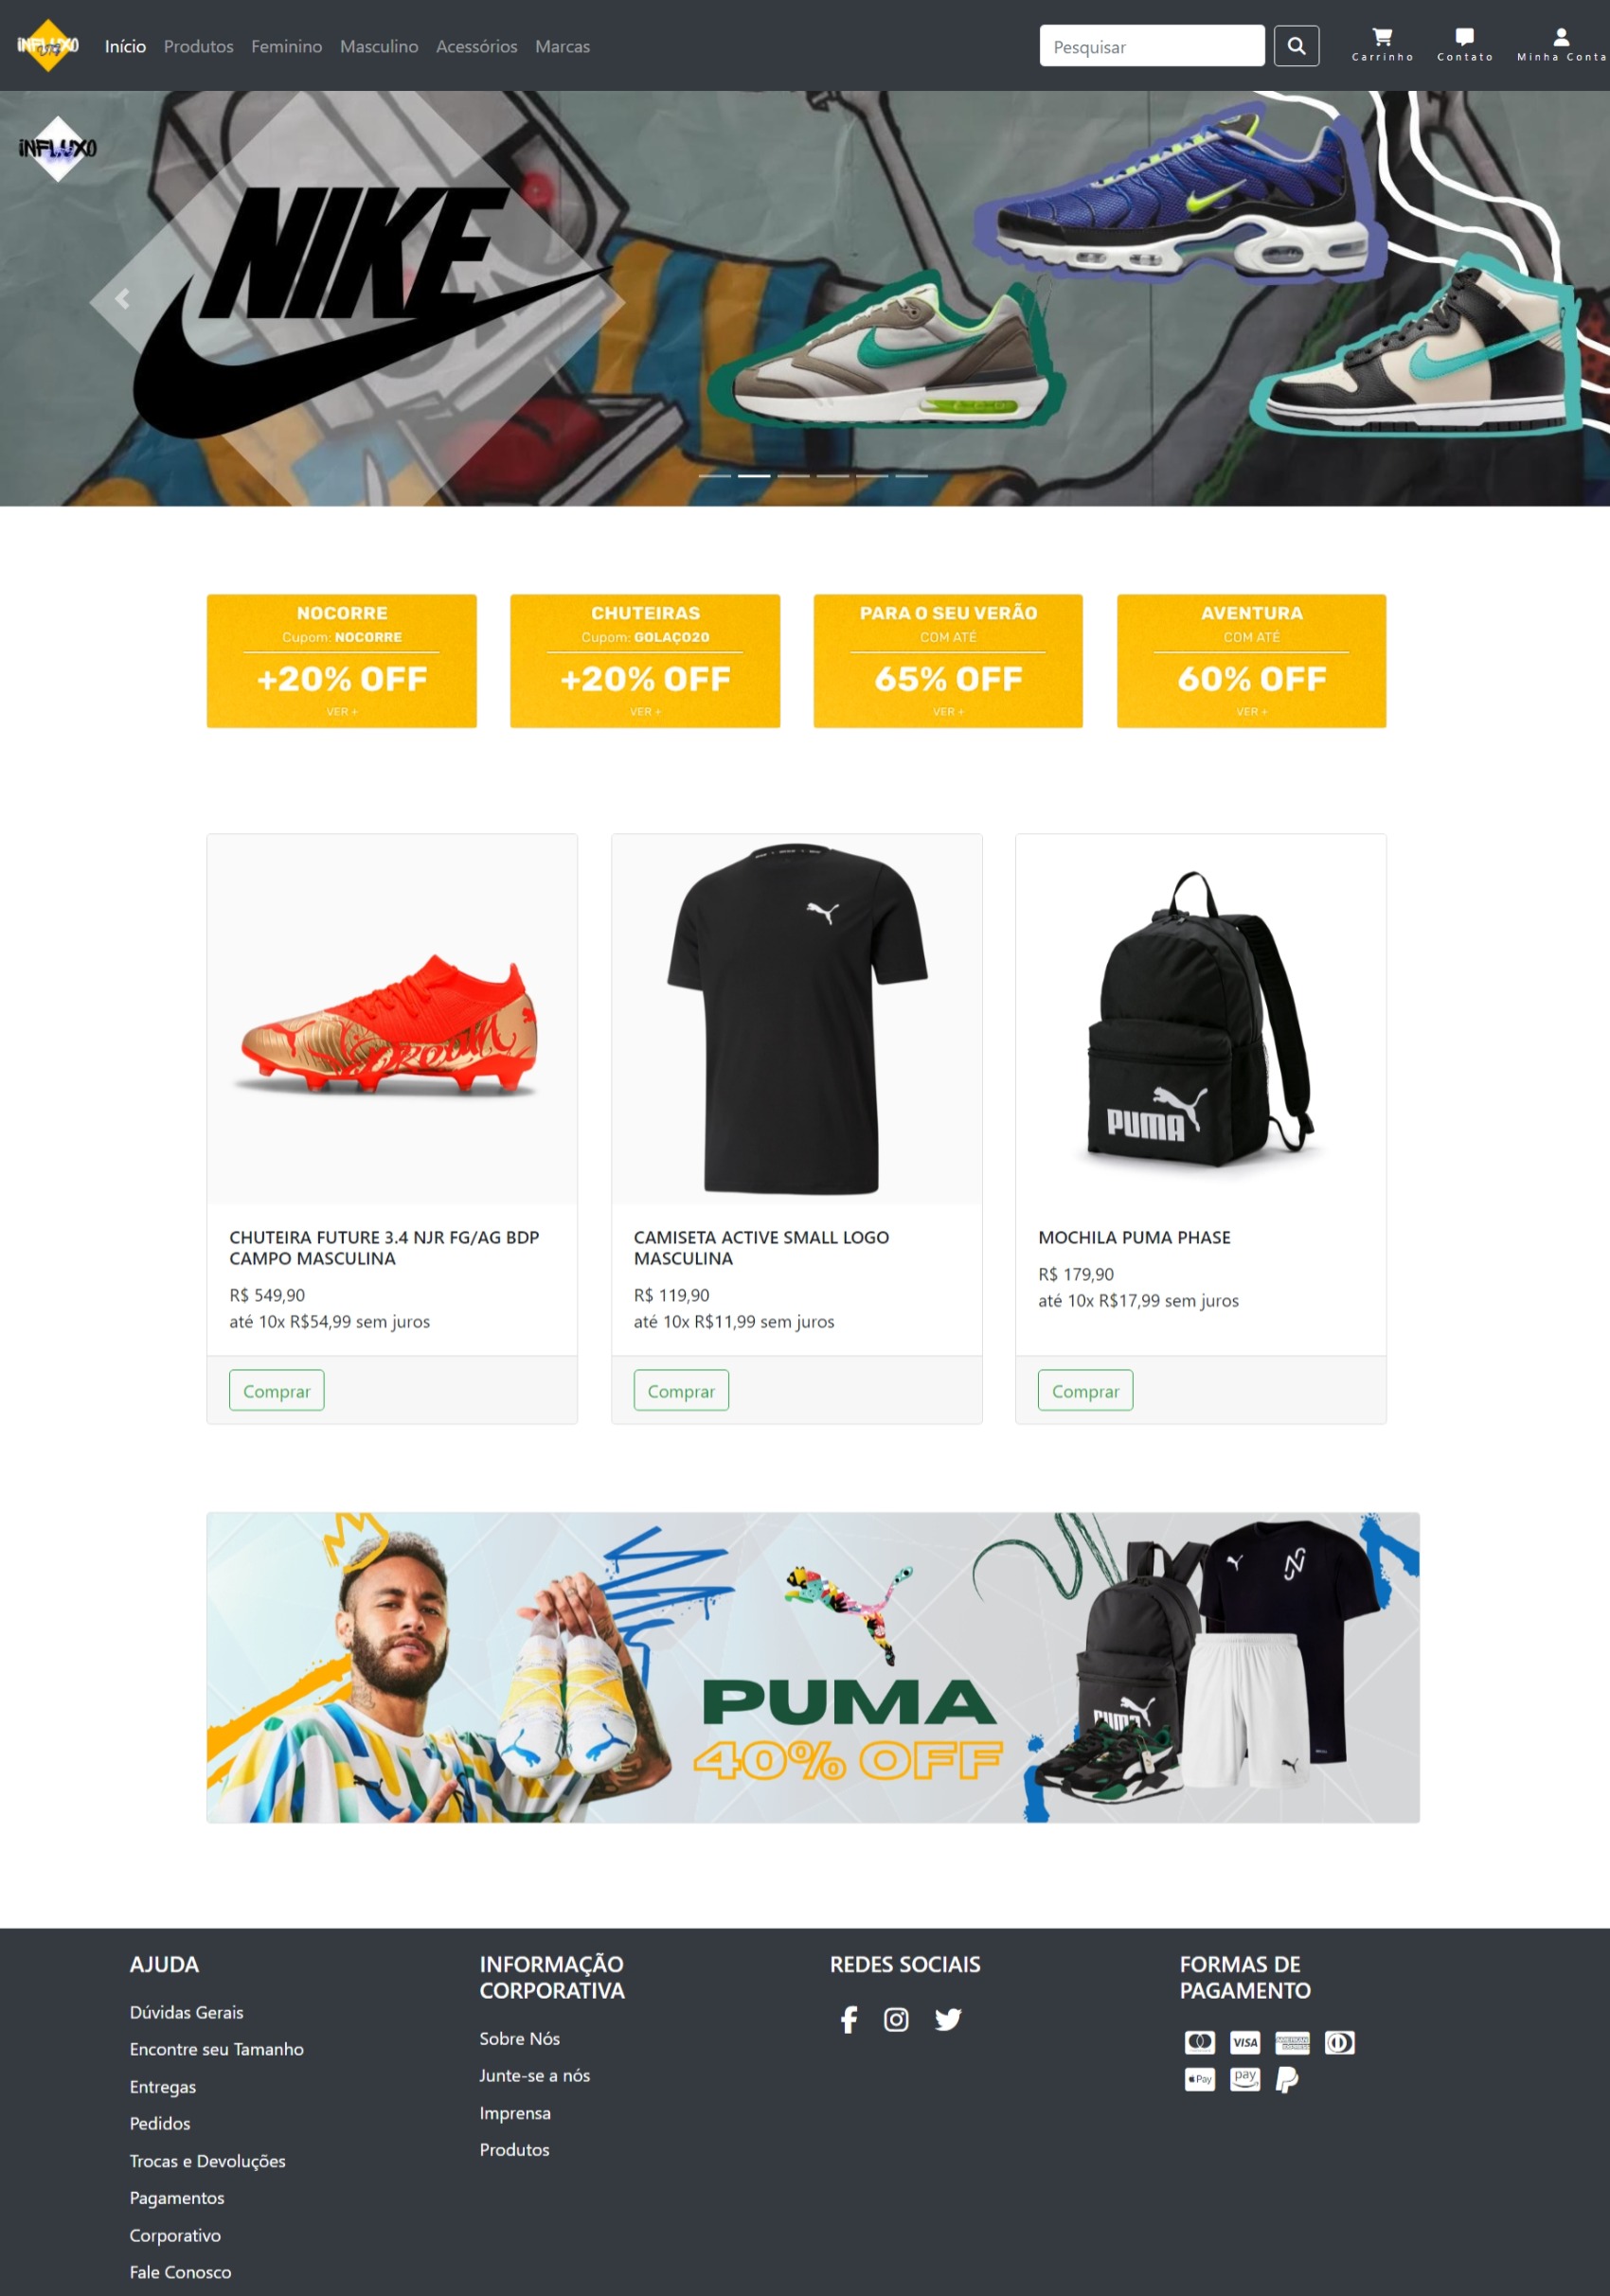 INFLUXO
Início Produtos Feminino Masculino Acessórios Marcas
Pesquisar
Carrinho Contato Minha Conta
INFLUXO
NIKE
NOCORRE
Cupom: NOCORRE
+20% OFF
VER +
CHUTEIRAS
Cupom: GOLAÇO20
+20% OFF
VER +
PARA O SEU VERÃO
COM ATÉ
65% OFF
VER +
AVENTURA
COM ATÉ
60% OFF
VER +
CHUTEIRA FUTURE 3.4 NJR FG/AG BDP
CAMPO MASCULINA
R$ 549,90
até 10x R$54,99 sem juros
Comprar
CAMISETA ACTIVE SMALL LOGO
MASCULINA
R$ 119,90
até 10x R$11,99 sem juros
Comprar
PUMA
MOCHILA PUMA PHASE
R$ 179,90
até 10x R$17,99 sem juros
Comprar
PUMA
40% OFF
PUMA
AJUDA
Dúvidas Gerais
Encontre seu Tamanho
Entregas
Pedidos
Trocas e Devoluções
Pagamentos
Corporativo
Fale Conosco
INFORMAÇÃO
CORPORATIVA
Sobre Nós
Junte-se a nós
Imprensa
Produtos
REDES SOCIAIS
FORMAS DE
PAGAMENTO
VISA
AMERICAN EXPRESS
Pay
pay